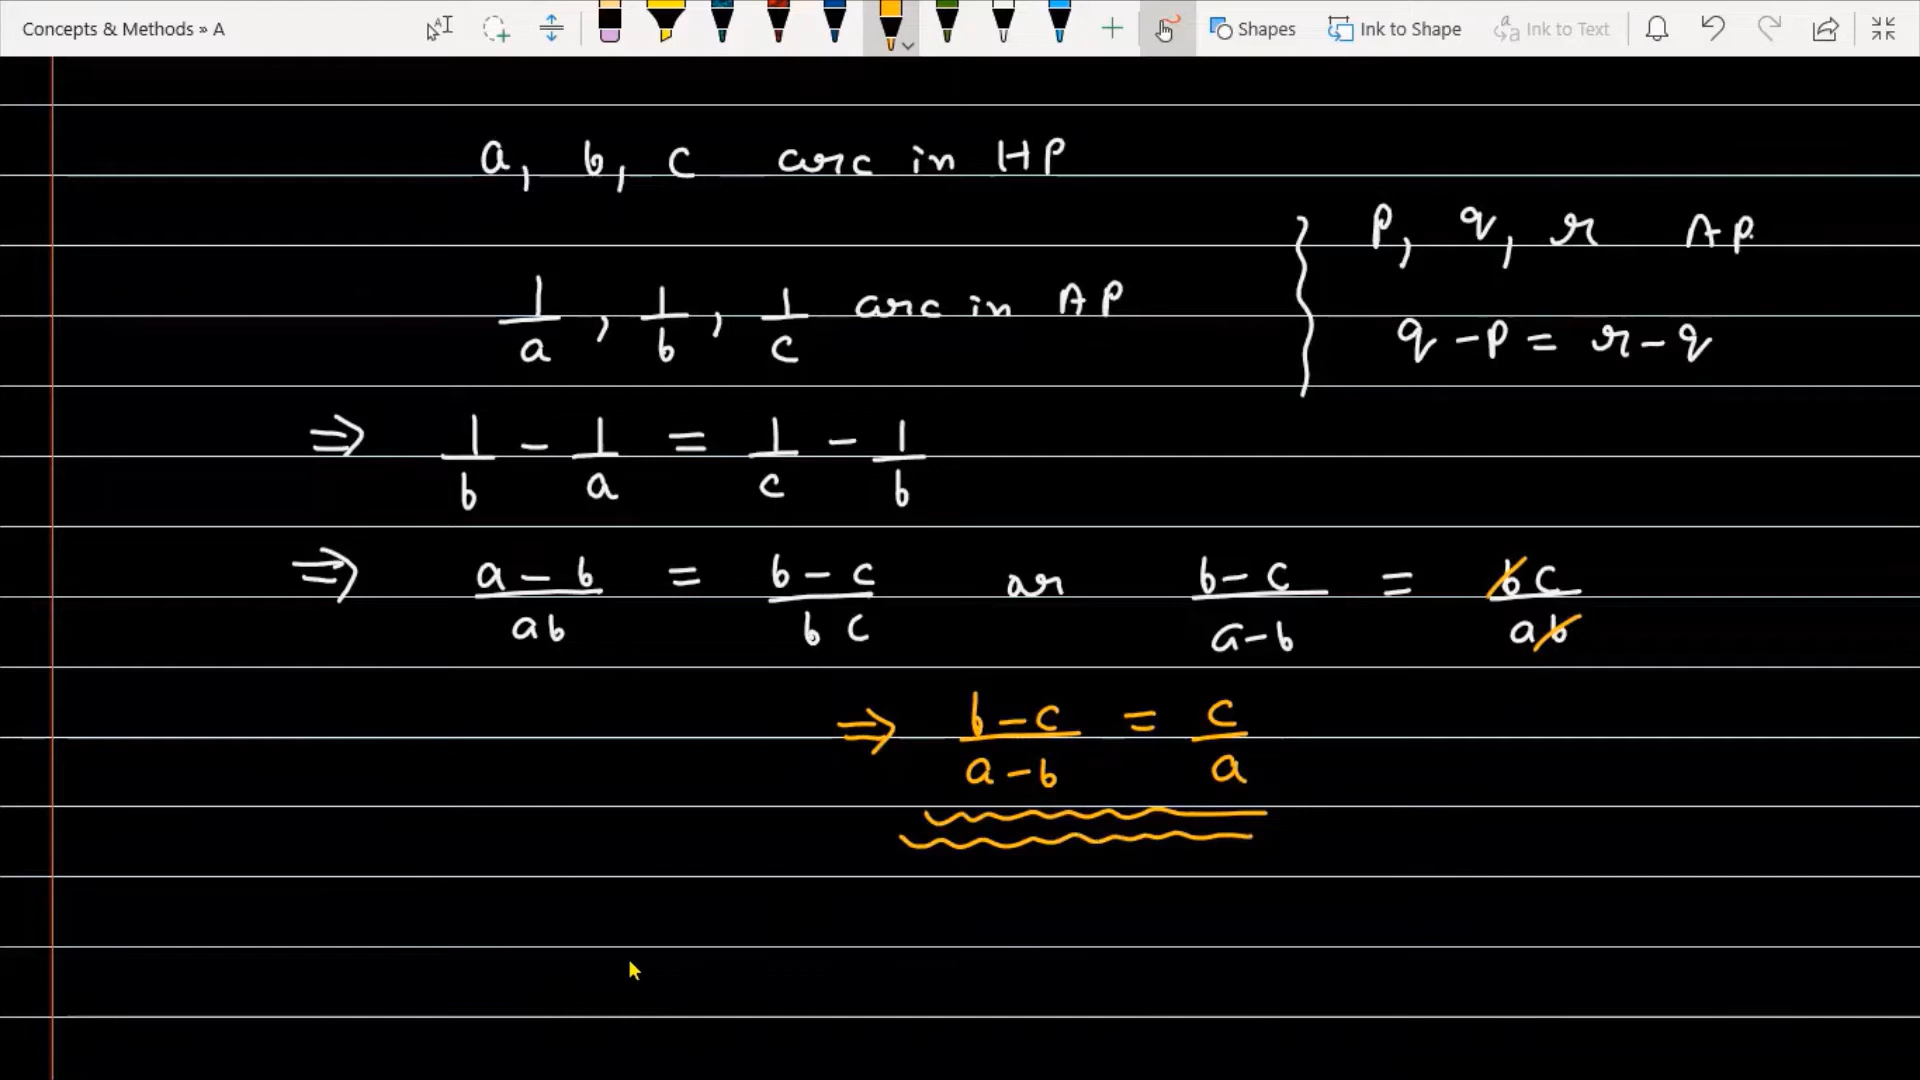 Concepts & Methods » A
Shapes
Ink to Shape
Ink to Text
a, b, c are in HP
p, q, r AP.
1/a, 1/b, 1/c are in AP
q - p = r - q
⇒ 1/b - 1/a = 1/c - 1/b
⇒ a - b/ab = b - c/bc or b - c/a - b = bc/ab
⇒ b - c/a - b = c/a